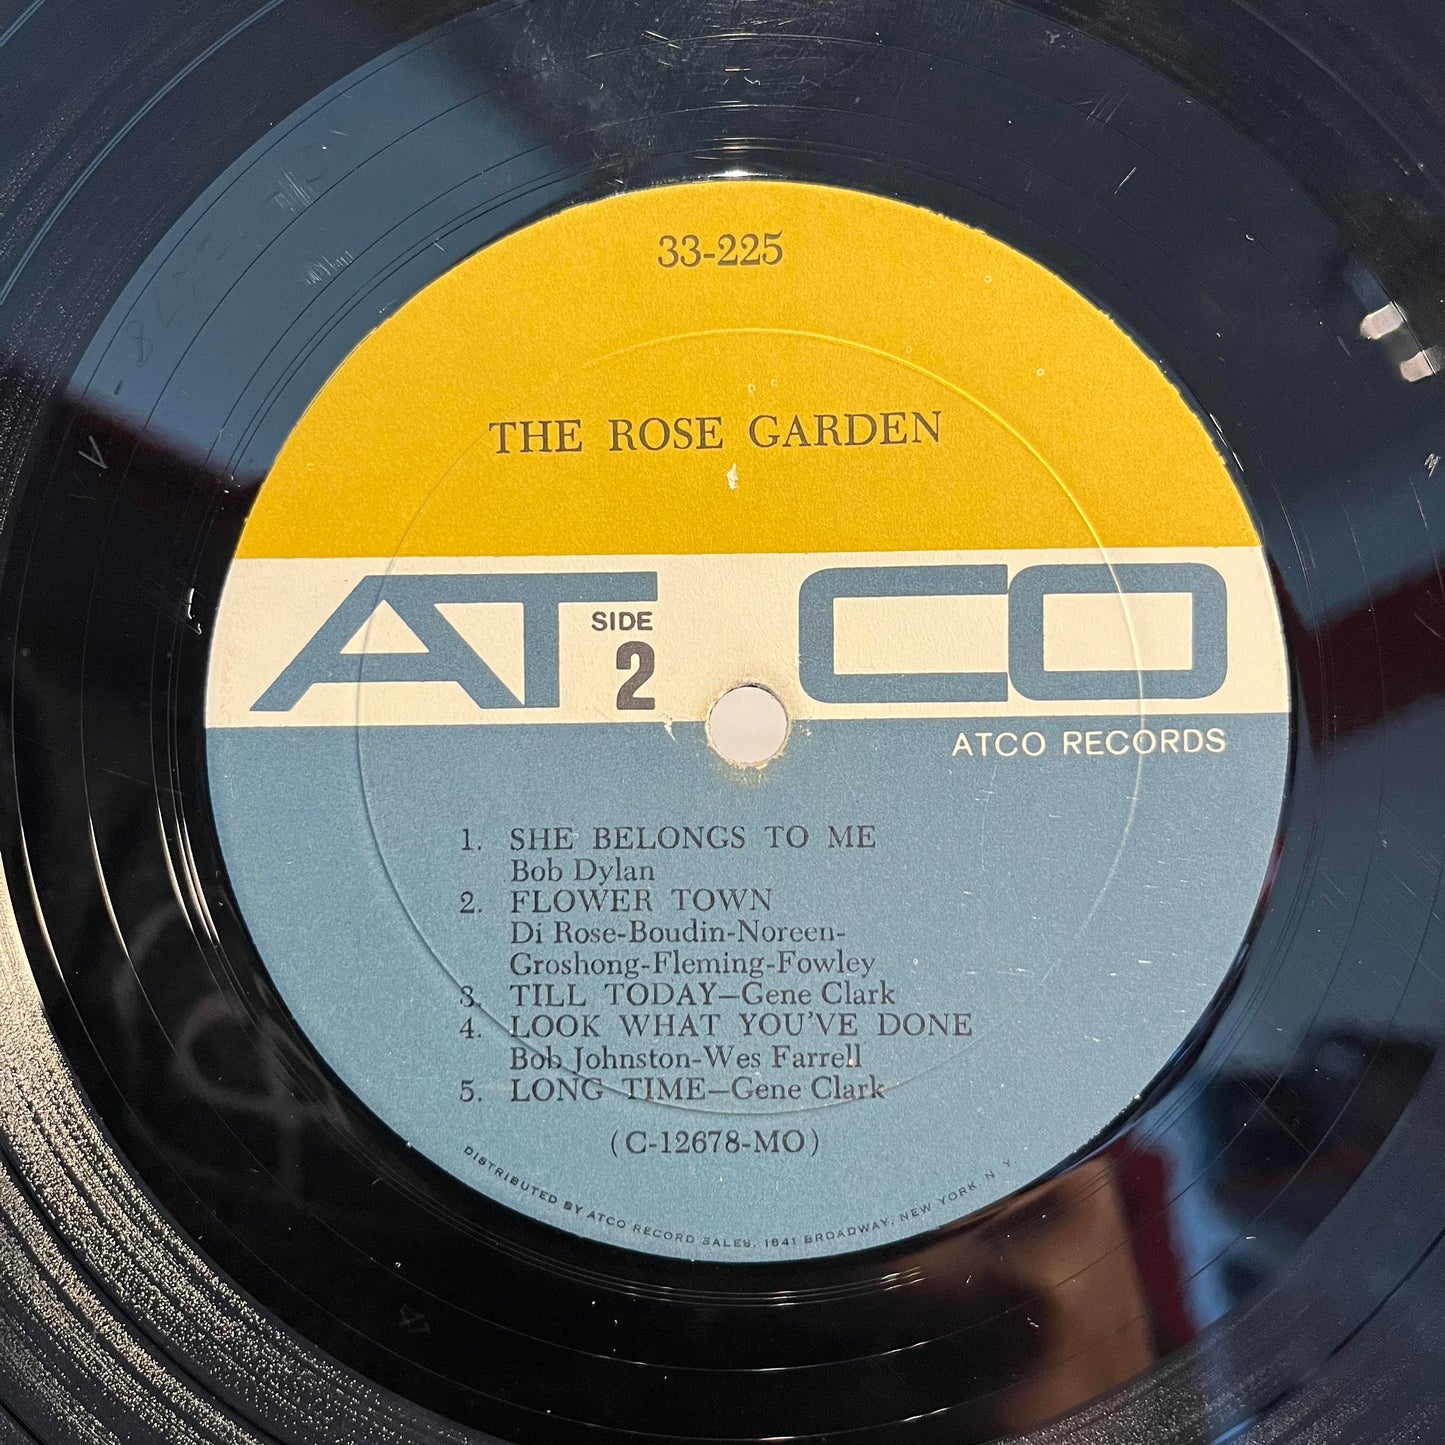 33-225
THE ROSE GARDEN
AT CO
SIDE
2
ATCO RECORDS
1. SHE BELONGS TO ME
Bob Dylan
2. FLOWER TOWN
Di Rose-Boudin-Noreen-
Groshong-Fleming-Fowley
3. TILL TODAY—Gene Clark
4. LOOK WHAT YOU'VE DONE
Bob Johnston-Wes Farrell
5. LONG TIME—Gene Clark
(C-12678-MO)
DISTRIBUTED BY ATCO RECORD SALES, 1841 BROADWAY, NEW YORK, N Y